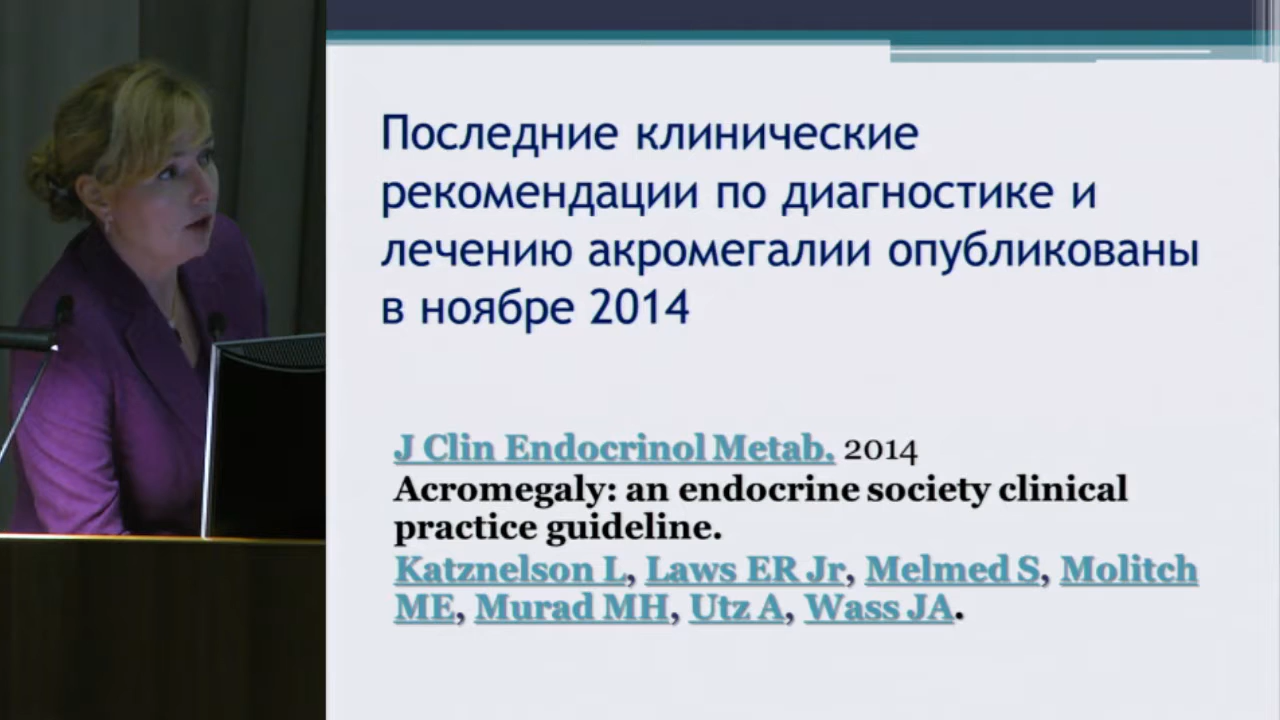 Последние клинические
рекомендации по диагностике и
лечению акромегалии опубликованы
в ноябре 2014
J Clin Endocrinol Metab. 2014
Acromegaly: an endocrine society clinical
practice guideline.
Katznelson L, Laws ER Jr, Melmed S, Molitch
ME, Murad MH, Utz A, Wass JA.